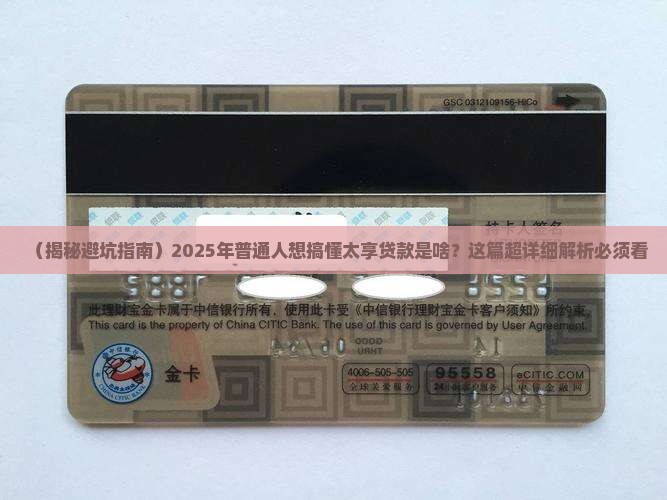 GSC 0312109156-HiCo
持卡人签名
（揭秘避坑指南）2025年普通人想搞懂太享贷款是啥？这篇超详细解析必须看
此理财宝金卡属于中信银行所有，使用此卡受《中信银行理财宝金卡客户须知》所约束。
This card is the property of China CITIC Bank. The use of this card is governed by User Agreement.
GOOD
THRU
金卡
CHINA CITIC BANK
4006-505-505
全球关爱服务
95558
24小时客户服务
eCITIC.COM
中信金融网